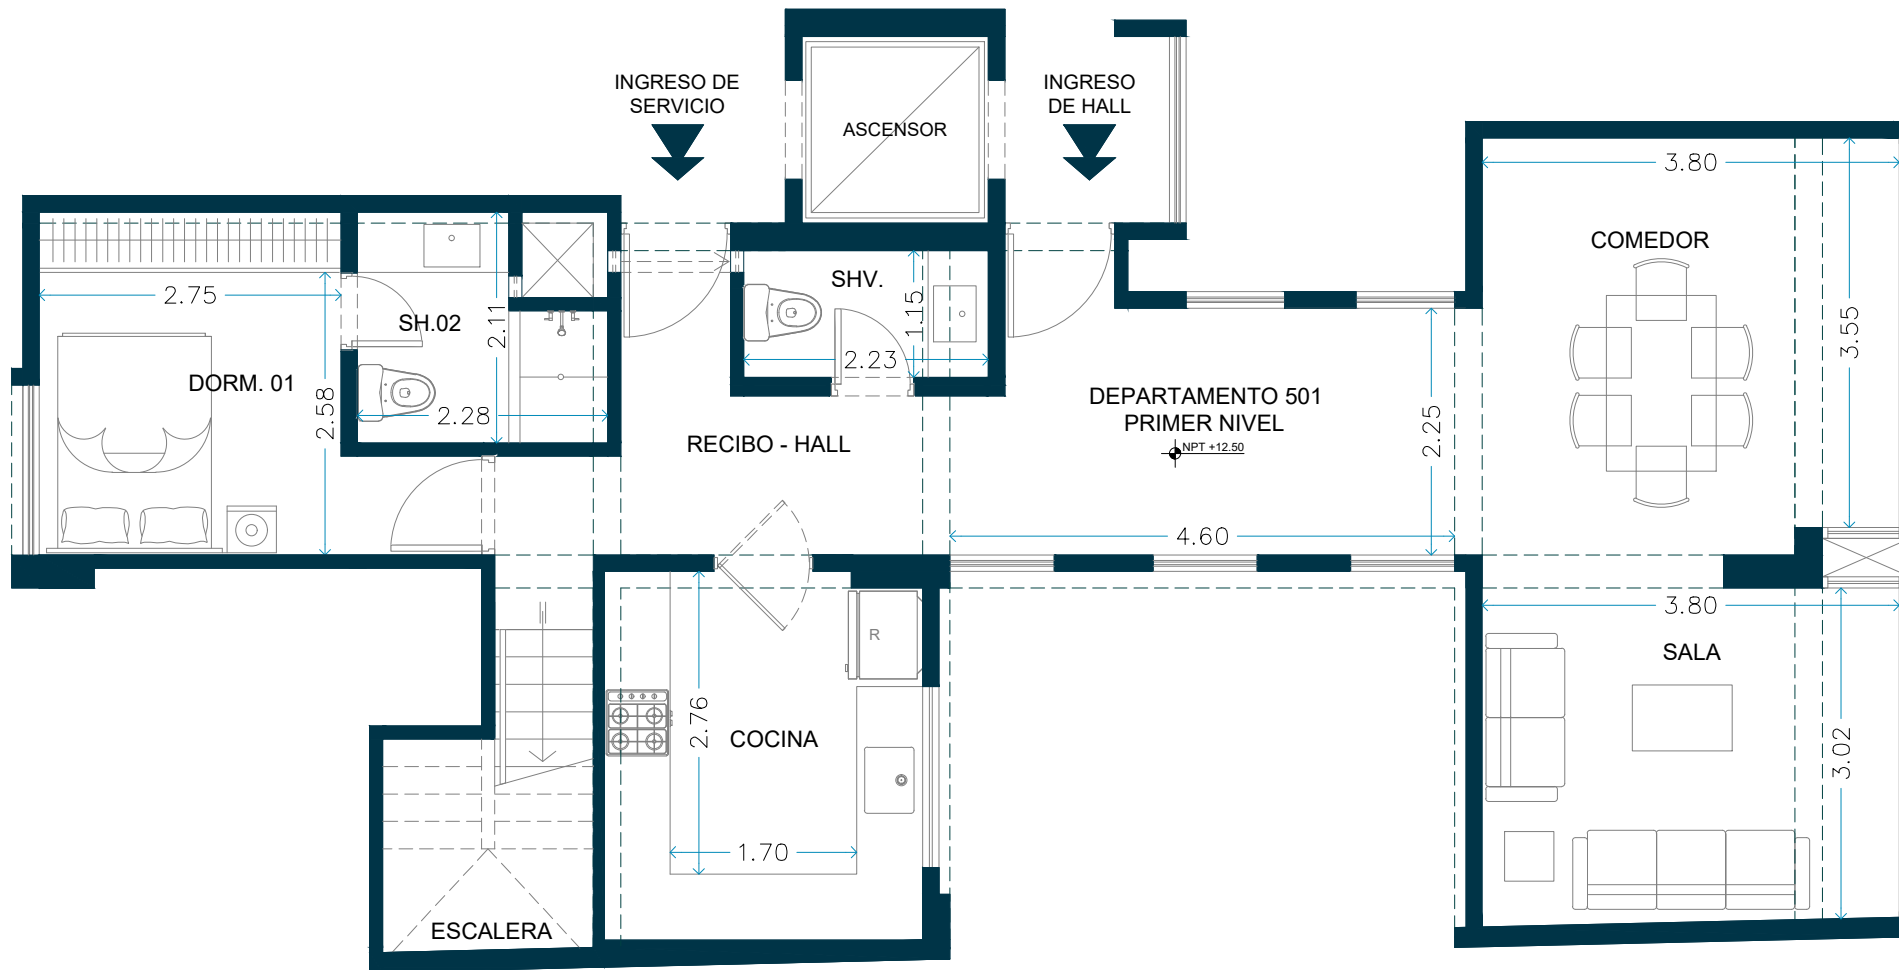 INGRESO DE
SERVICIO
ASCENSOR
INGRESO
DE HALL
3.80
COMEDOR
3.55
2.75
SH.02
2.11
DORM. 01
2.58
2.28
SHV.
1.15
2.23
RECIBO - HALL
DEPARTAMENTO 501
PRIMER NIVEL
NPT +12.50
2.25
4.60
3.80
SALA
3.02
R
2.76
COCINA
1.70
ESCALERA